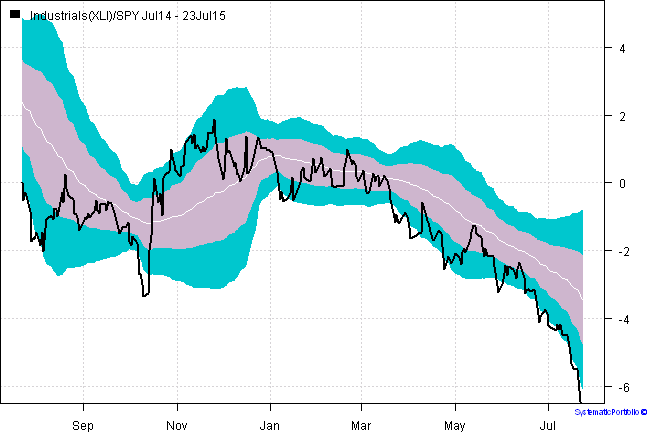 Industrials(XLI)/SPY Jul14 - 23Jul15
4
2
0
-2
-4
-6
Sep Nov Jan Mar May Jul
SystematicPortfolio ©